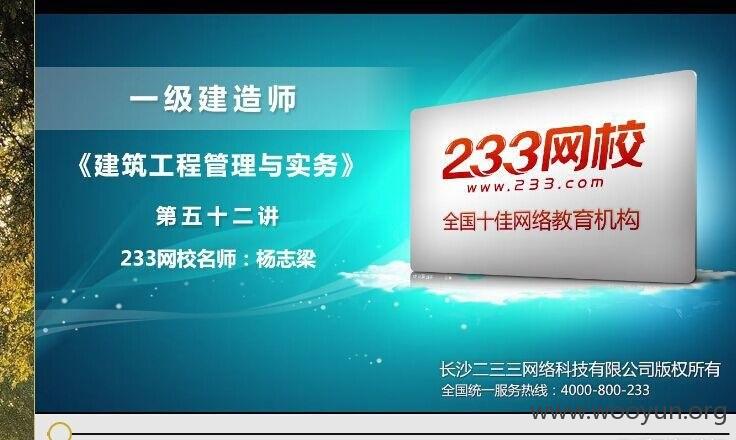 一级建造师
《建筑工程管理与实务》
第五十二讲
233网校名师：杨志梁
233网校
www.233.com
全国十佳网络教育机构
长沙二三三网络科技有限公司版权所有
全国统一服务热线：4000-800-233
www.wooyun.org